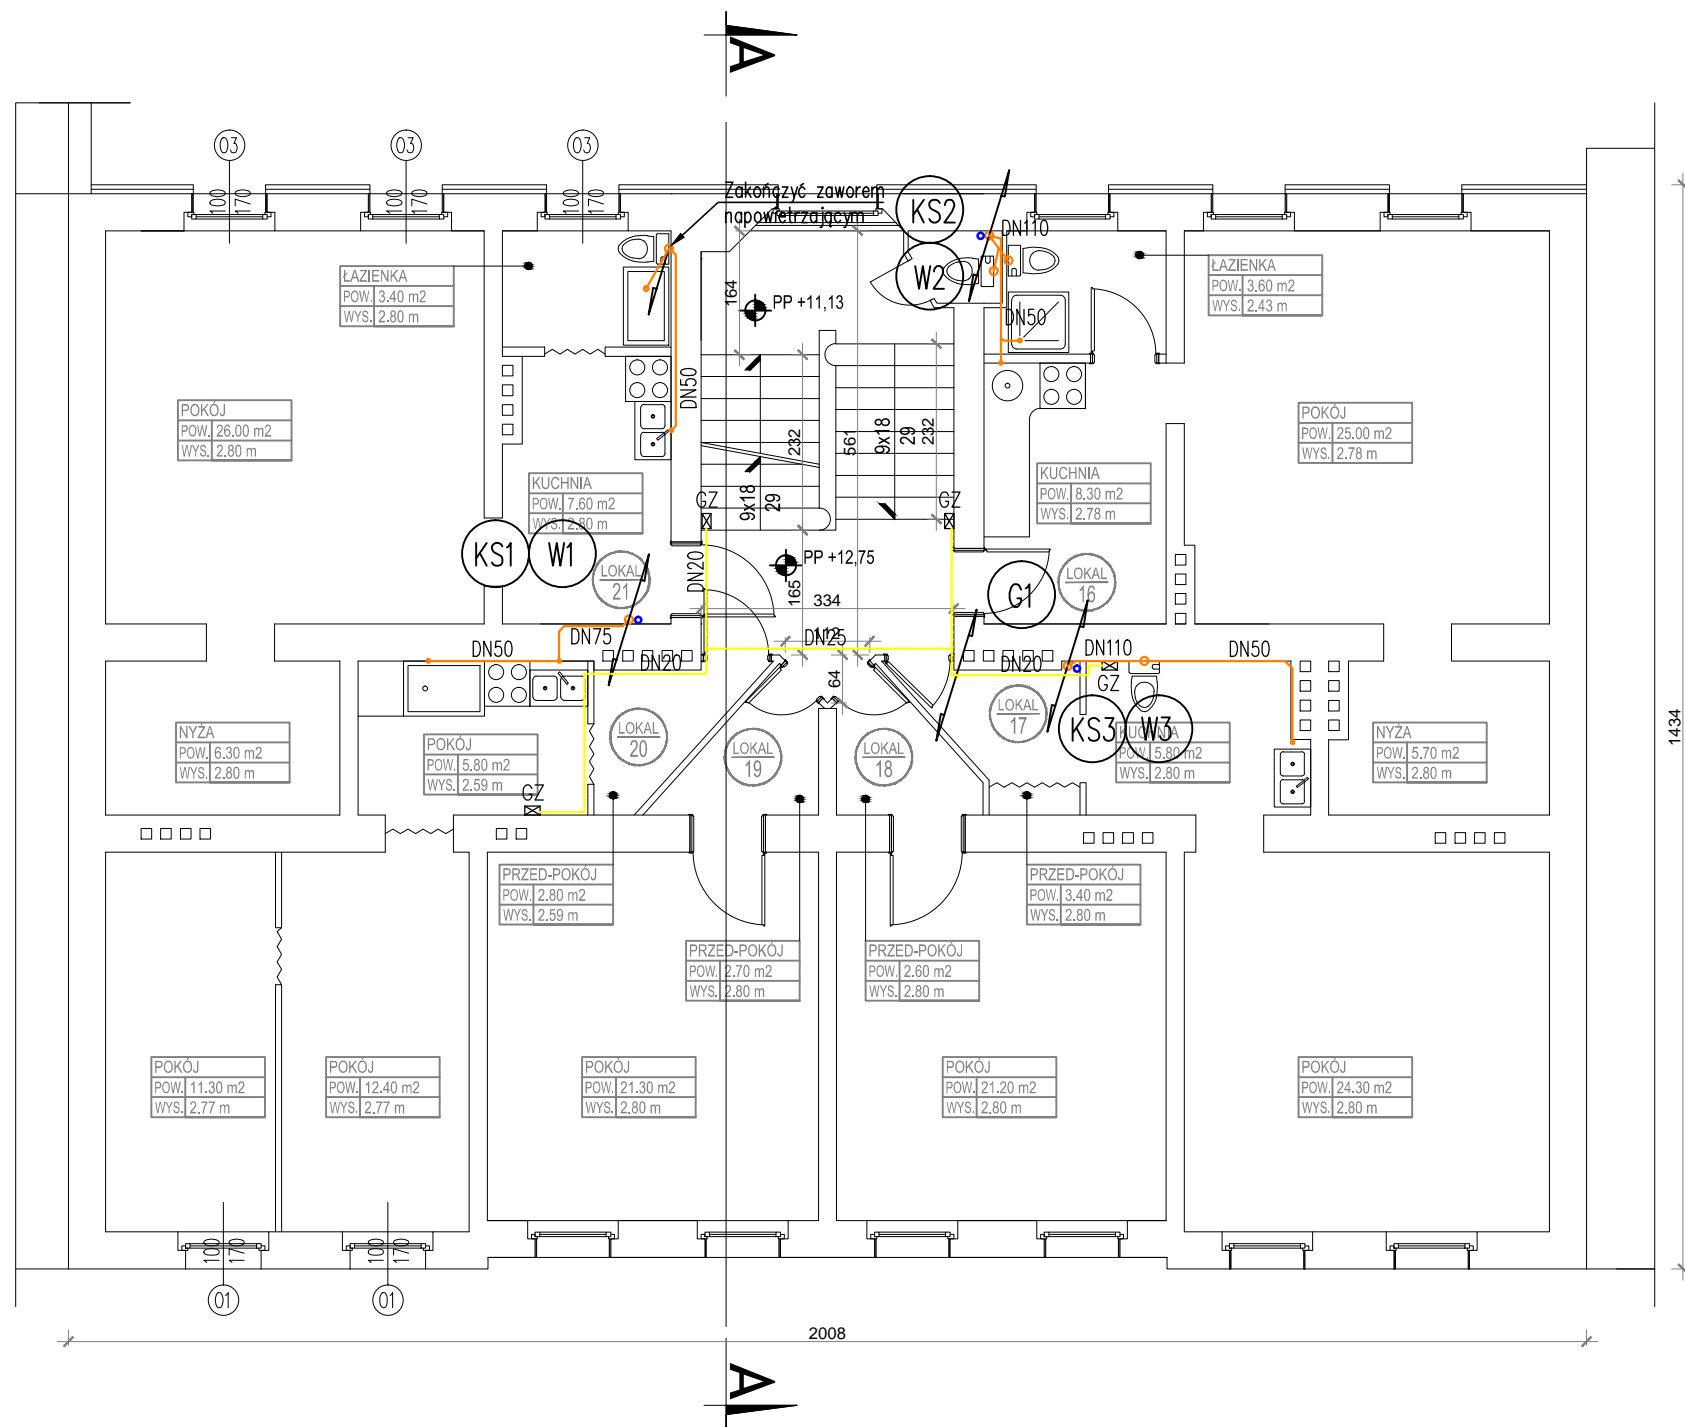 A
03
03
03
100
170
100
170
100
170
Zakończyć zaworem
napowietrzającym
KS2
DN110
W2
ŁAZIENKA
POW. 3.40 m2
WYS. 2.80 m
164
PP +11,13
DN50
ŁAZIENKA
POW. 3.60 m2
WYS. 2.43 m
DN50
POKÓJ
POW. 26.00 m2
WYS. 2.80 m
232
561
9x18
29
232
POKÓJ
POW. 25.00 m2
WYS. 2.78 m
KUCHNIA
POW. 7.60 m2
WYS. 2.80 m
GZ
9x18
29
GZ
KUCHNIA
POW. 8.30 m2
WYS. 2.78 m
KS1
W1
LOKAL
21
DN20
PP +12,75
165
334
G1
LOKAL
16
DN50
DN75
DN20
112
DN25
DN20
DN110
DN50
64
GZ
NYŻA
POW. 6.30 m2
WYS. 2.80 m
POKÓJ
POW. 5.80 m2
WYS. 2.59 m
GZ
LOKAL
20
LOKAL
19
LOKAL
18
LOKAL
17
KS3
W3
KUCHNIA
POW. 5.80 m2
WYS. 2.80 m
NYŻA
POW. 5.70 m2
WYS. 2.80 m
1434
PRZED-POKÓJ
POW. 2.80 m2
WYS. 2.59 m
PRZED-POKÓJ
POW. 3.40 m2
WYS. 2.80 m
PRZED-POKÓJ
POW. 2.70 m2
WYS. 2.80 m
PRZED-POKÓJ
POW. 2.60 m2
WYS. 2.80 m
POKÓJ
POW. 11.30 m2
WYS. 2.77 m
POKÓJ
POW. 12.40 m2
WYS. 2.77 m
POKÓJ
POW. 21.30 m2
WYS. 2.80 m
POKÓJ
POW. 21.20 m2
WYS. 2.80 m
POKÓJ
POW. 24.30 m2
WYS. 2.80 m
100
170
100
170
01
01
2008
A